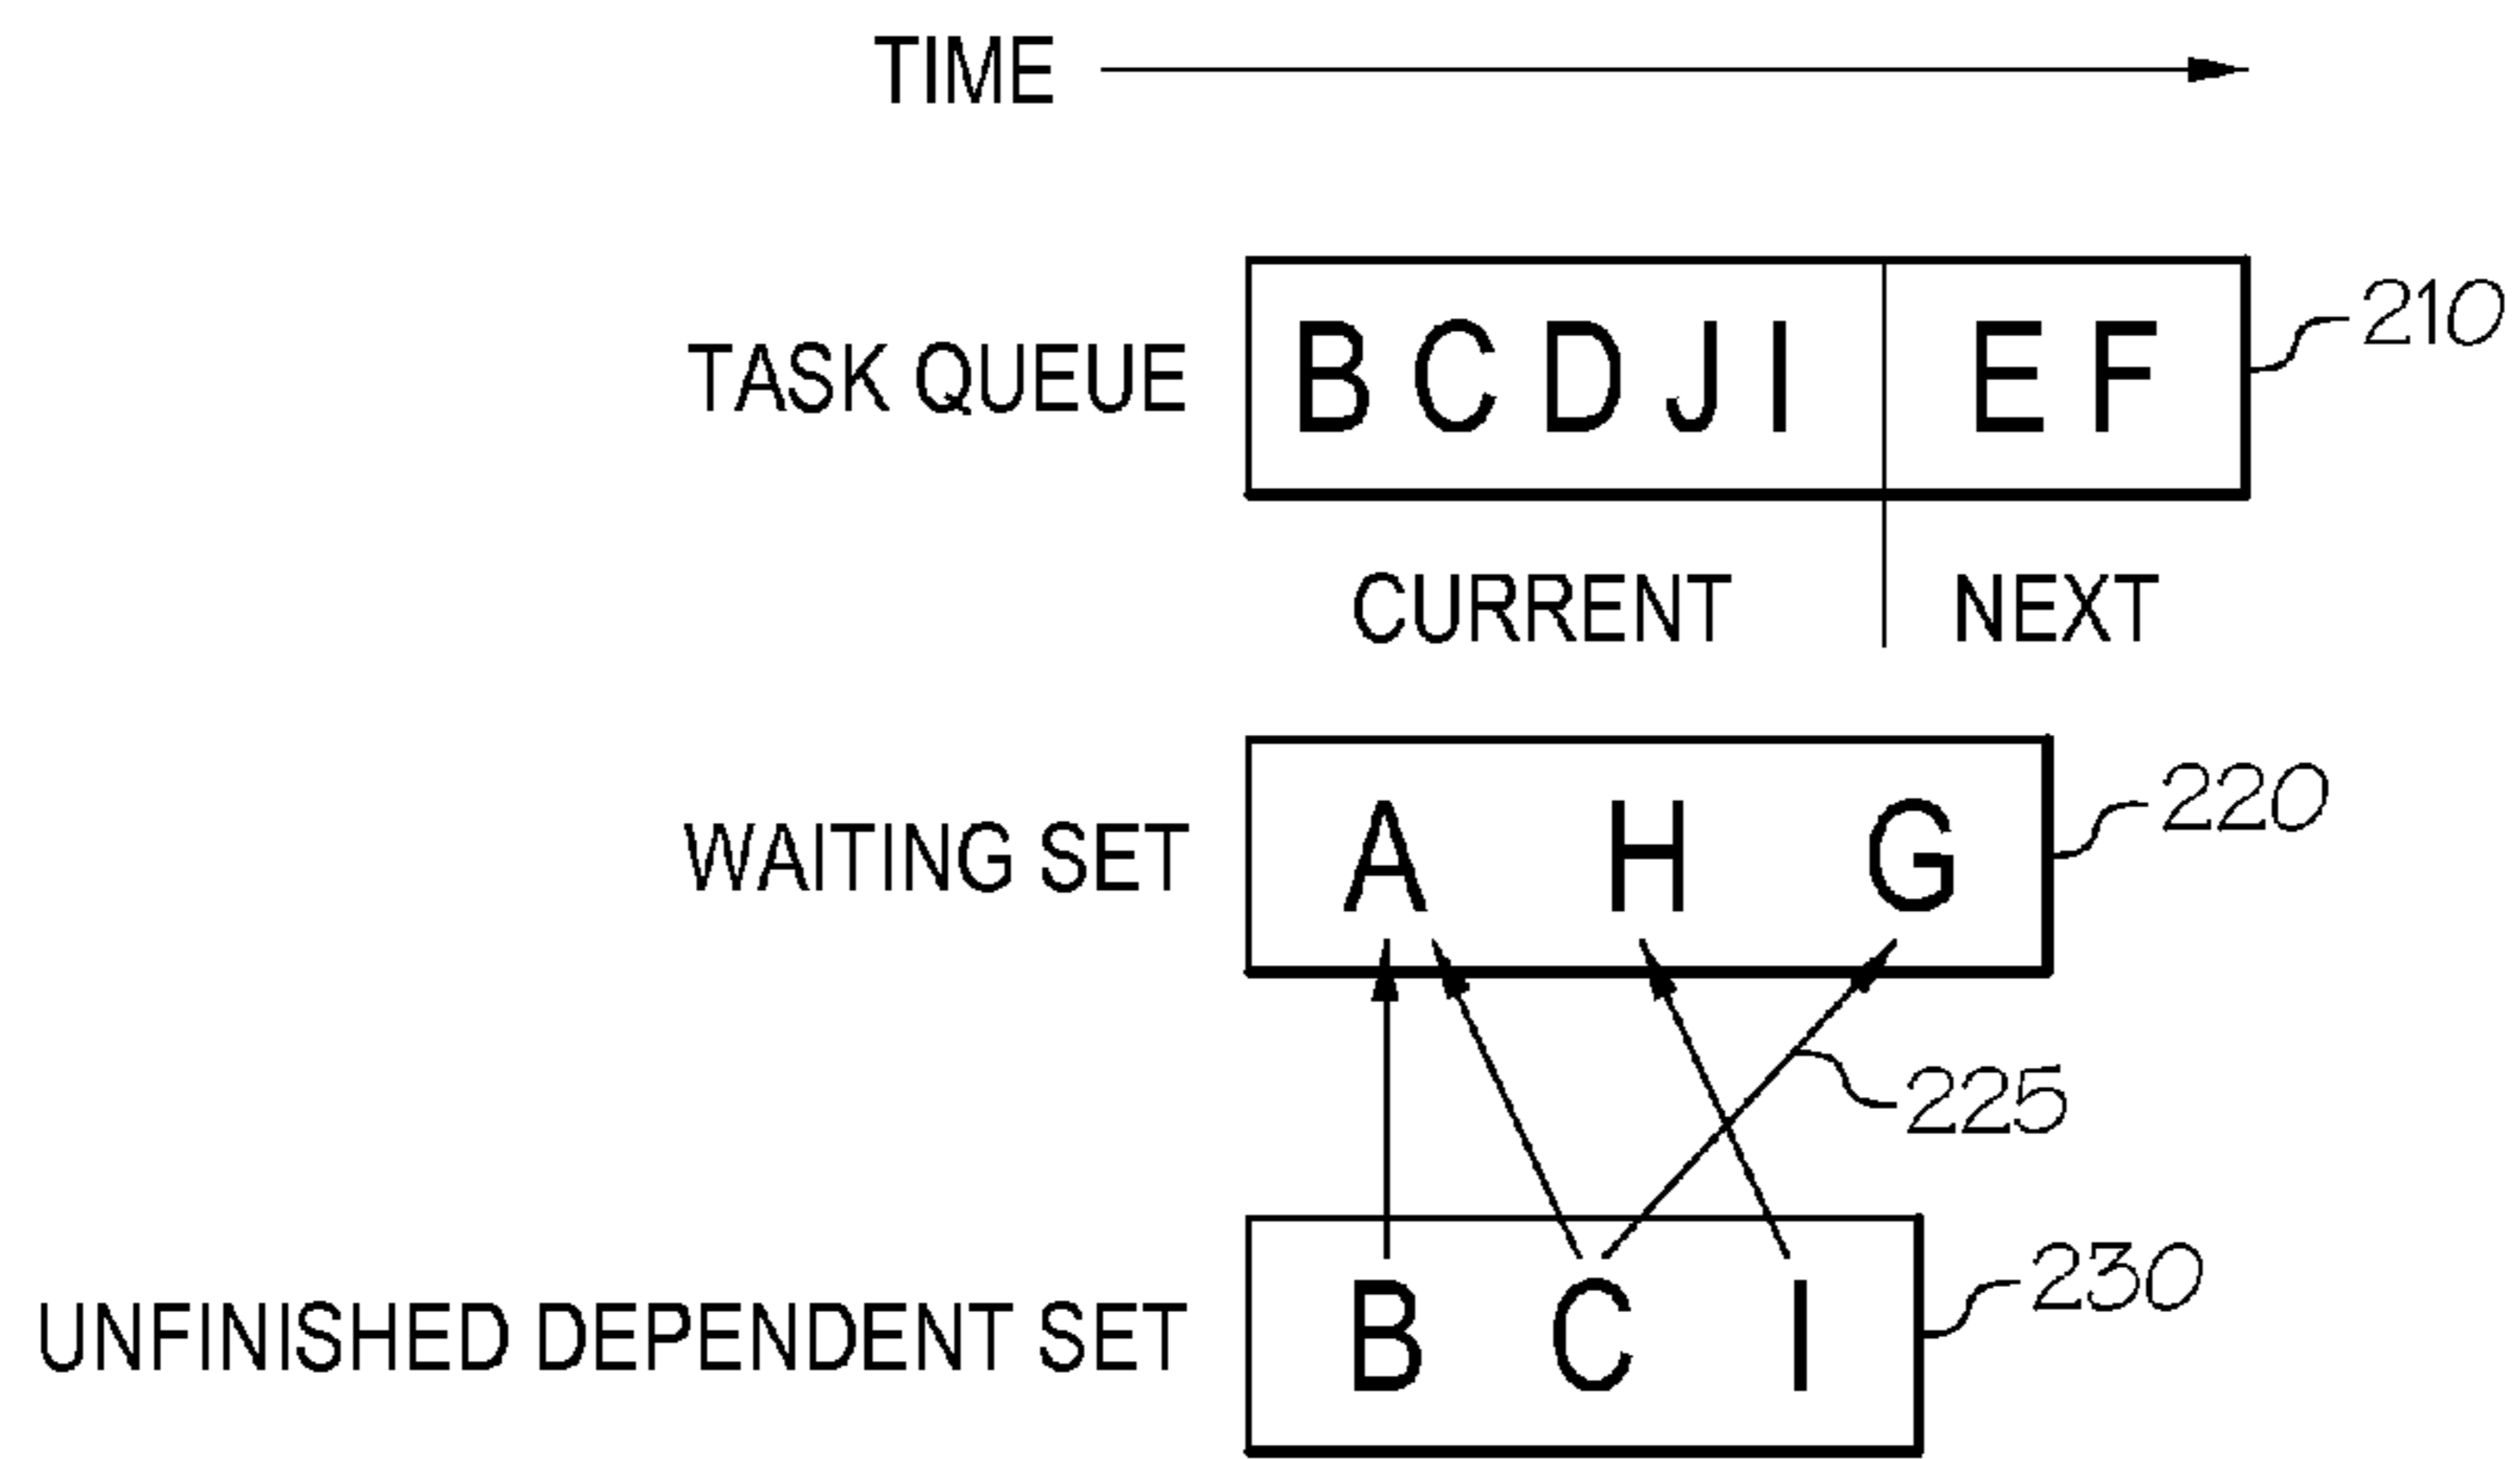 TIME
TASK QUEUE B C D J I E F 210
CURRENT NEXT
WAITING SET A H G 220
225
UNFINISHED DEPENDENT SET B C I 230